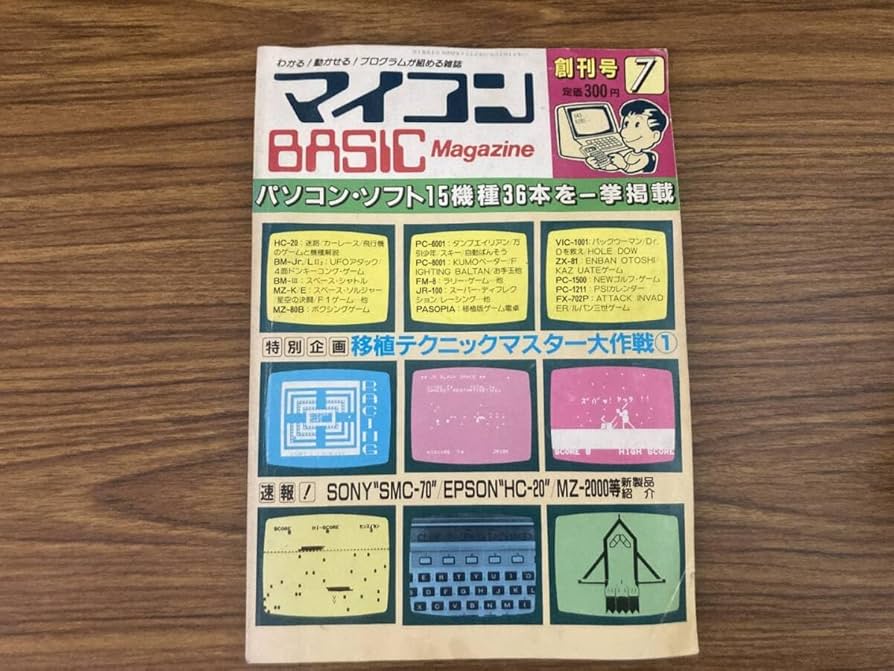 わかる!動かせる!プログラムが組める雑誌
マイコン
BASIC Magazine
創刊号 7
定価300円
パソコン・ソフト15機種36本を一挙掲載
HC-20:迷路/カーレース/飛行機
のゲームと機種解説
BM-Jr./LII:UFOアタック/
4面ドンキーコング・ゲーム
BM-III:スペース・シャトル
MZ-K/E:スペース・ソルジャー
/星空の決闘/F1ゲーム…他
MZ-80B:ボクシングゲーム
PC-6001:タンブエイリアン/万
引少年/スキー/自動ばんそう
PC-8001:KUMOベーター/F
IGHTING BALTAN/お手玉他
FM-8:ラリー・ゲーム…他
JR-100:スーパー・ディフレク
ション/レーシング…他
PASOPIA:移植版ゲーム電卓
VIC-1001:パックウーマン/Dr.
Dを救え/HOLE DOW
ZX-81:ENBAN OTOSHI/
KAZ UATEゲーム
PC-1500:NEWゴルフ・ゲーム
PC-1211:PSIカレンダー
FX-702P:ATTACK INVAD
ER/ルパン三世ゲーム
特別企画 移植テクニックマスター大作戦①
RACING
ズバッ! ヤッタ !!
SCORE 0 HIGH SCORE
速報! SONY"SMC-70"/EPSON"HC-20"/MZ-2000等新製品紹介
SCORE HI-SCORE
E R T Y U I O
D F G H J K L
X C V B N M